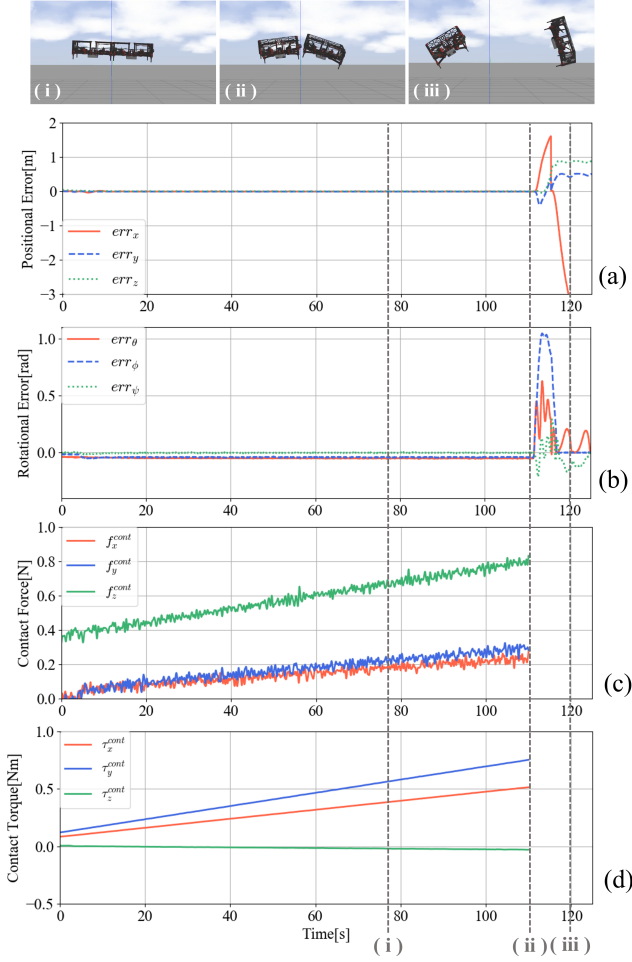 ( i )
( ii )
( iii )
2
1
0
−1
−2
−3
Positional Error[m]
err_x
err_y
err_z
0 20 40 60 80 100 120
(a)
1.0
0.5
0.0
Rotational Error[rad]
err_θ
err_ϕ
err_ψ
0 20 40 60 80 100 120
(b)
1.0
0.8
0.6
0.4
0.2
0.0
Contact Force[N]
f_x^cont
f_y^cont
f_z^cont
0 20 40 60 80 100 120
(c)
1.0
0.5
0.0
−0.5
Contact Torque[Nm]
τ_x^cont
τ_y^cont
τ_z^cont
0 20 40 60 80 100 120
(d)
Time[s]
( i )
( ii )
( iii )